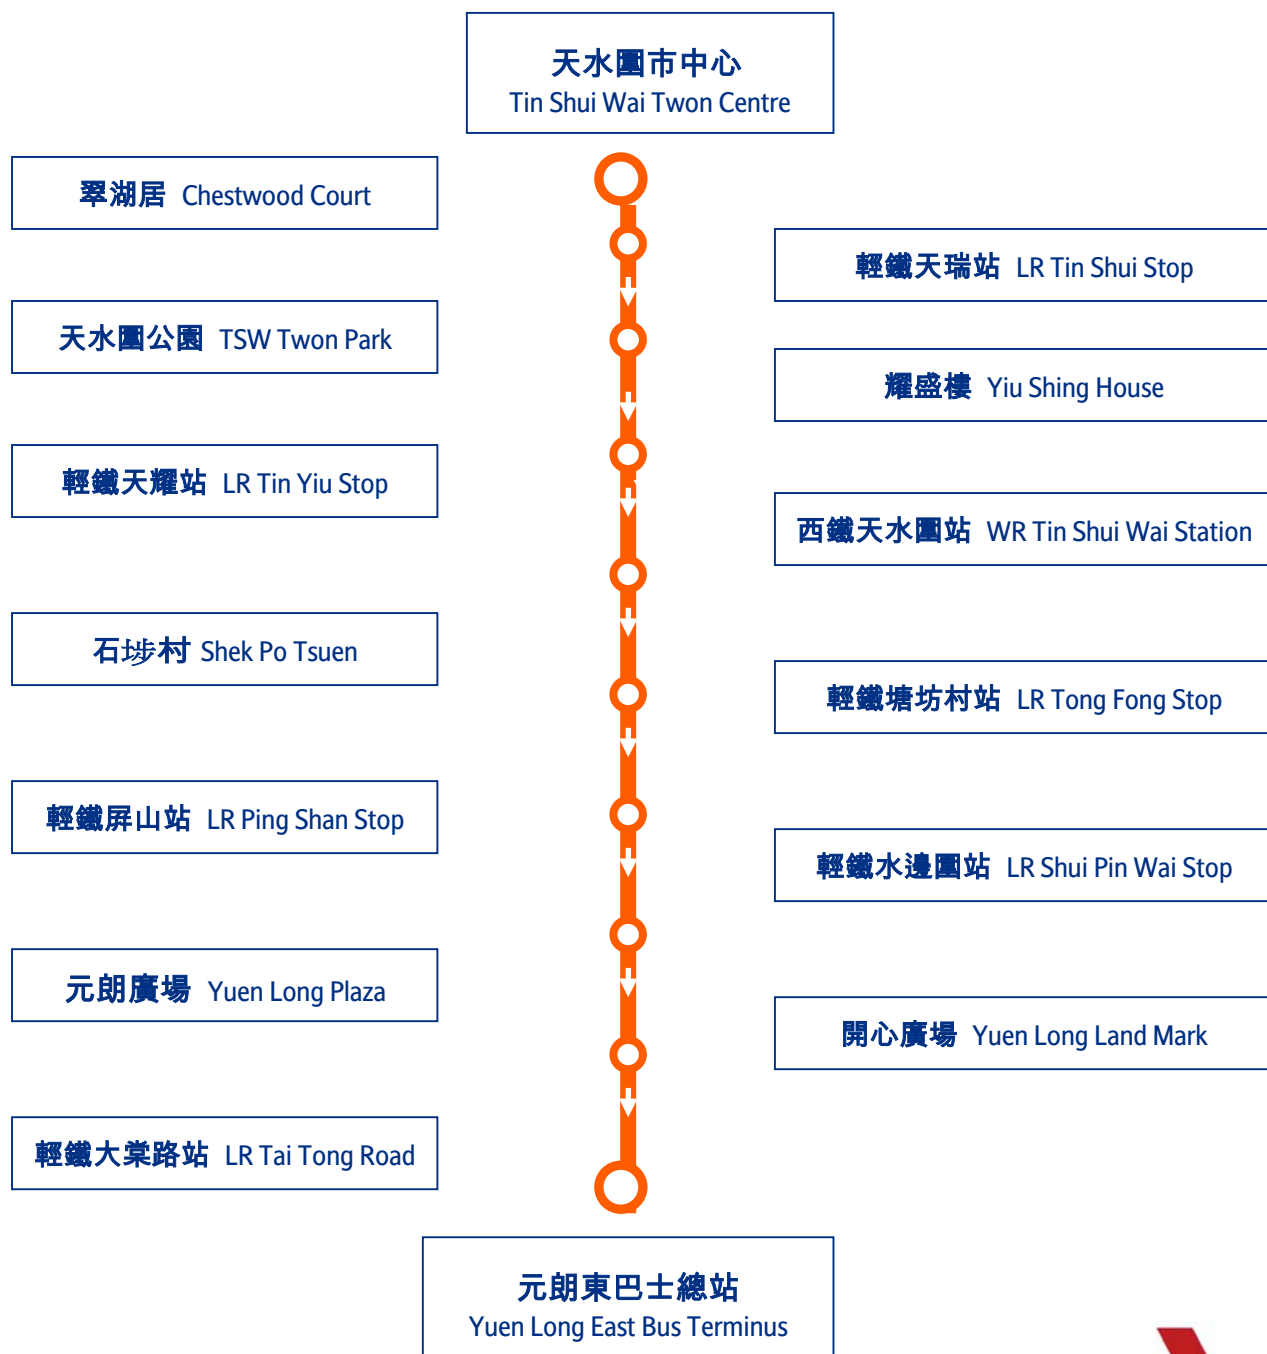 天水圍市中心
Tin Shui Wai Twon Centre
翠湖居 Chestwood Court
輕鐵天瑞站 LR Tin Shui Stop
天水圍公園 TSW Twon Park
耀盛樓 Yiu Shing House
輕鐵天耀站 LR Tin Yiu Stop
西鐵天水圍站 WR Tin Shui Wai Station
石埗村 Shek Po Tsuen
輕鐵塘坊村站 LR Tong Fong Stop
輕鐵屏山站 LR Ping Shan Stop
輕鐵水邊圍站 LR Shui Pin Wai Stop
元朗廣場 Yuen Long Plaza
開心廣場 Yuen Long Land Mark
輕鐵大棠路站 LR Tai Tong Road
元朗東巴士總站
Yuen Long East Bus Terminus